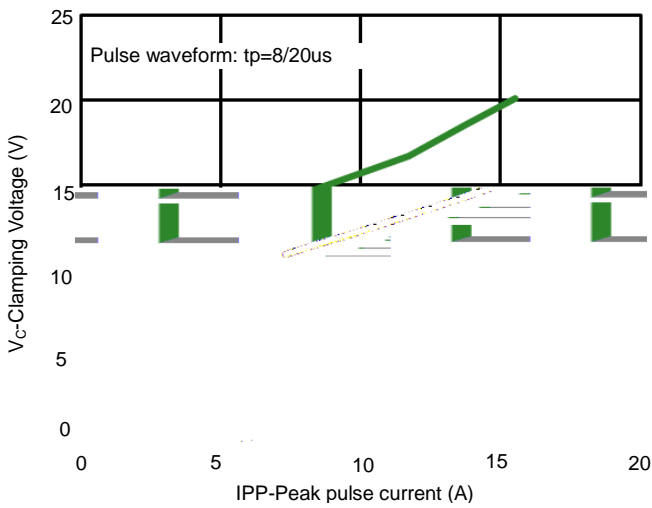 25
Pulse waveform: tp=8/20us
20
15
10
5
0
VC-Clamping Voltage (V)
0 5 10 15 20
IPP-Peak pulse current (A)